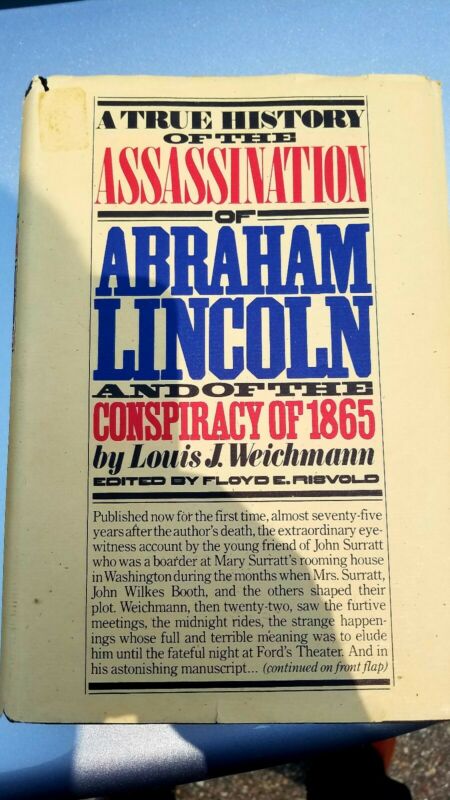 A TRUE HISTORY
OF THE
ASSASSINATION
OF
ABRAHAM
LINCOLN
AND OF THE
CONSPIRACY OF 1865
by Louis J. Weichmann
EDITED BY FLOYD E. RISVOLD
Published now for the first time, almost seventy-five
years after the author's death, the extraordinary eye-
witness account by the young friend of John Surratt
who was a boarder at Mary Surratt's rooming house
in Washington during the months when Mrs. Surratt,
John Wilkes Booth, and the others shaped their
plot. Weichmann, then twenty-two, saw the furtive
meetings, the midnight rides, the strange happen-
ings whose full and terrible meaning was to elude
him until the fateful night at Ford's Theater. And in
his astonishing manuscript... (continued on front flap)